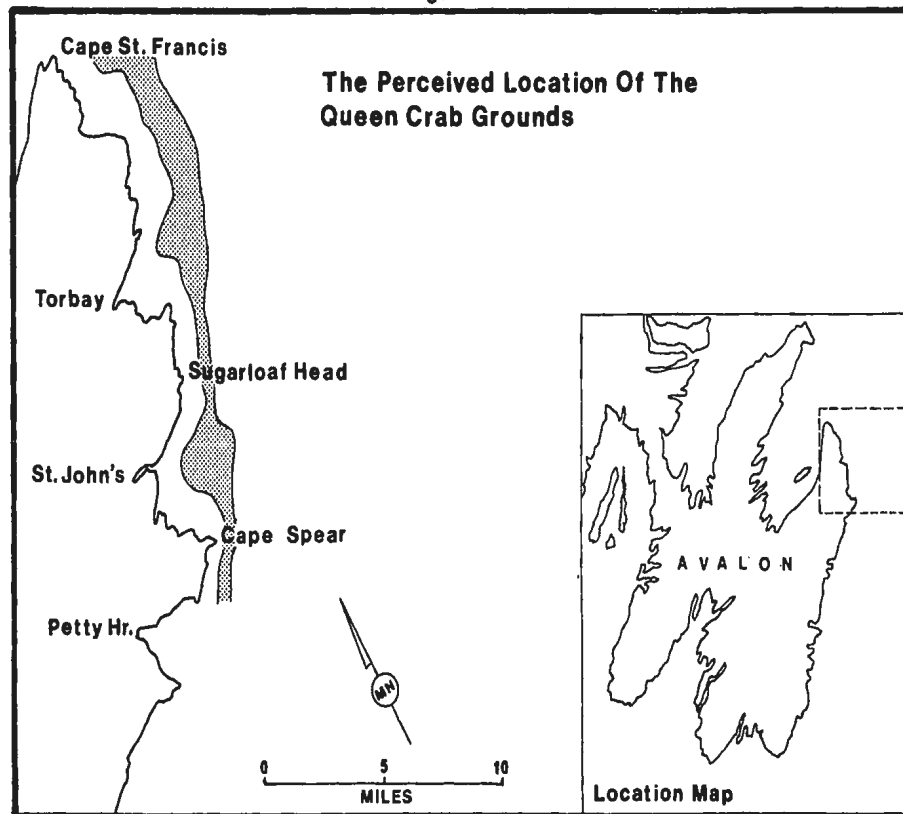 Cape St. Francis
The Perceived Location Of The
Queen Crab Grounds
Torbay
Sugarloaf Head
St. John's
Cape Spear
Petty Hr.
MN
0 5 10
MILES
AVALON
Location Map